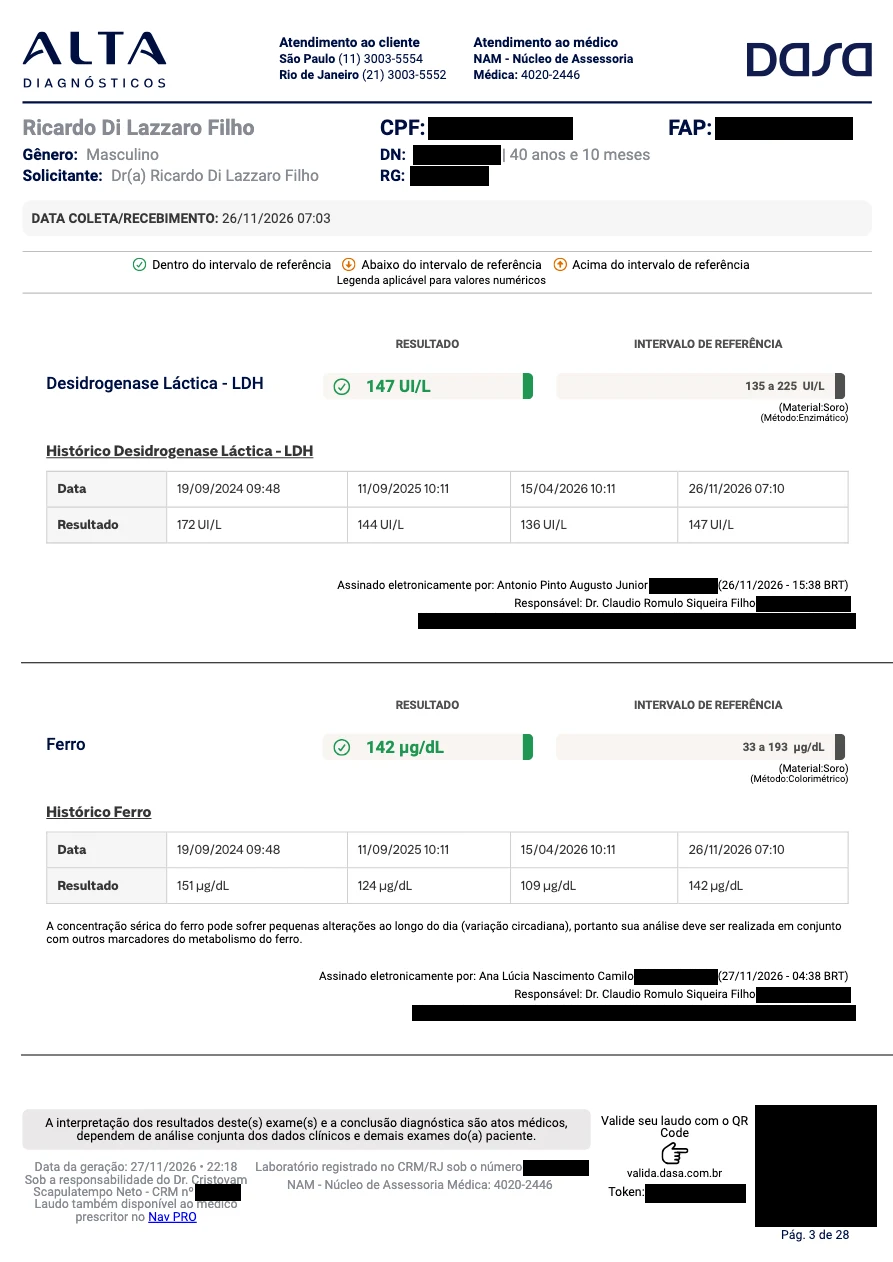 ALTA
DIAGNÓSTICOS
Atendimento ao cliente
São Paulo (11) 3003-5554
Rio de Janeiro (21) 3003-5552
Atendimento ao médico
NAM - Núcleo de Assessoria
Médica: 4020-2446
DASA
Ricardo Di Lazzaro Filho
CPF:
FAP:
Gênero: Masculino
DN: | 40 anos e 10 meses
Solicitante: Dr(a) Ricardo Di Lazzaro Filho
RG:
DATA COLETA/RECEBIMENTO: 26/11/2026 07:03
Dentro do intervalo de referência Abaixo do intervalo de referência Acima do intervalo de referência
Legenda aplicável para valores numéricos
RESULTADO INTERVALO DE REFERÊNCIA
Desidrogenase Láctica - LDH 147 UI/L 135 a 225 UI/L
(Material:Soro)
(Método:Enzimático)
Histórico Desidrogenase Láctica - LDH
Data 19/09/2024 09:48 11/09/2025 10:11 15/04/2026 10:11 26/11/2026 07:10
Resultado 172 UI/L 144 UI/L 136 UI/L 147 UI/L
Assinado eletronicamente por: Antonio Pinto Augusto Junior (26/11/2026 - 15:38 BRT)
Responsável: Dr. Claudio Romulo Siqueira Filho
RESULTADO INTERVALO DE REFERÊNCIA
Ferro 142 µg/dL 33 a 193 µg/dL
(Material:Soro)
(Método:Colorimétrico)
Histórico Ferro
Data 19/09/2024 09:48 11/09/2025 10:11 15/04/2026 10:11 26/11/2026 07:10
Resultado 151 µg/dL 124 µg/dL 109 µg/dL 142 µg/dL
A concentração sérica do ferro pode sofrer pequenas alterações ao longo do dia (variação circadiana), portanto sua análise deve ser realizada em conjunto
com outros marcadores do metabolismo do ferro.
Assinado eletronicamente por: Ana Lúcia Nascimento Camilo (27/11/2026 - 04:38 BRT)
Responsável: Dr. Claudio Romulo Siqueira Filho
A interpretação dos resultados deste(s) exame(s) e a conclusão diagnóstica são atos médicos,
dependem de análise conjunta dos dados clínicos e demais exames do(a) paciente.
Data da geração: 27/11/2026 • 22:18
Sob a responsabilidade do Dr. Cristovam
Scapulatempo Neto - CRM nº
Laudo também disponível ao médico
prescritor no Nav PRO
Laboratório registrado no CRM/RJ sob o número
NAM - Núcleo de Assessoria Médica: 4020-2446
Valide seu laudo com o QR
Code
valida.dasa.com.br
Token:
Pág. 3 de 28